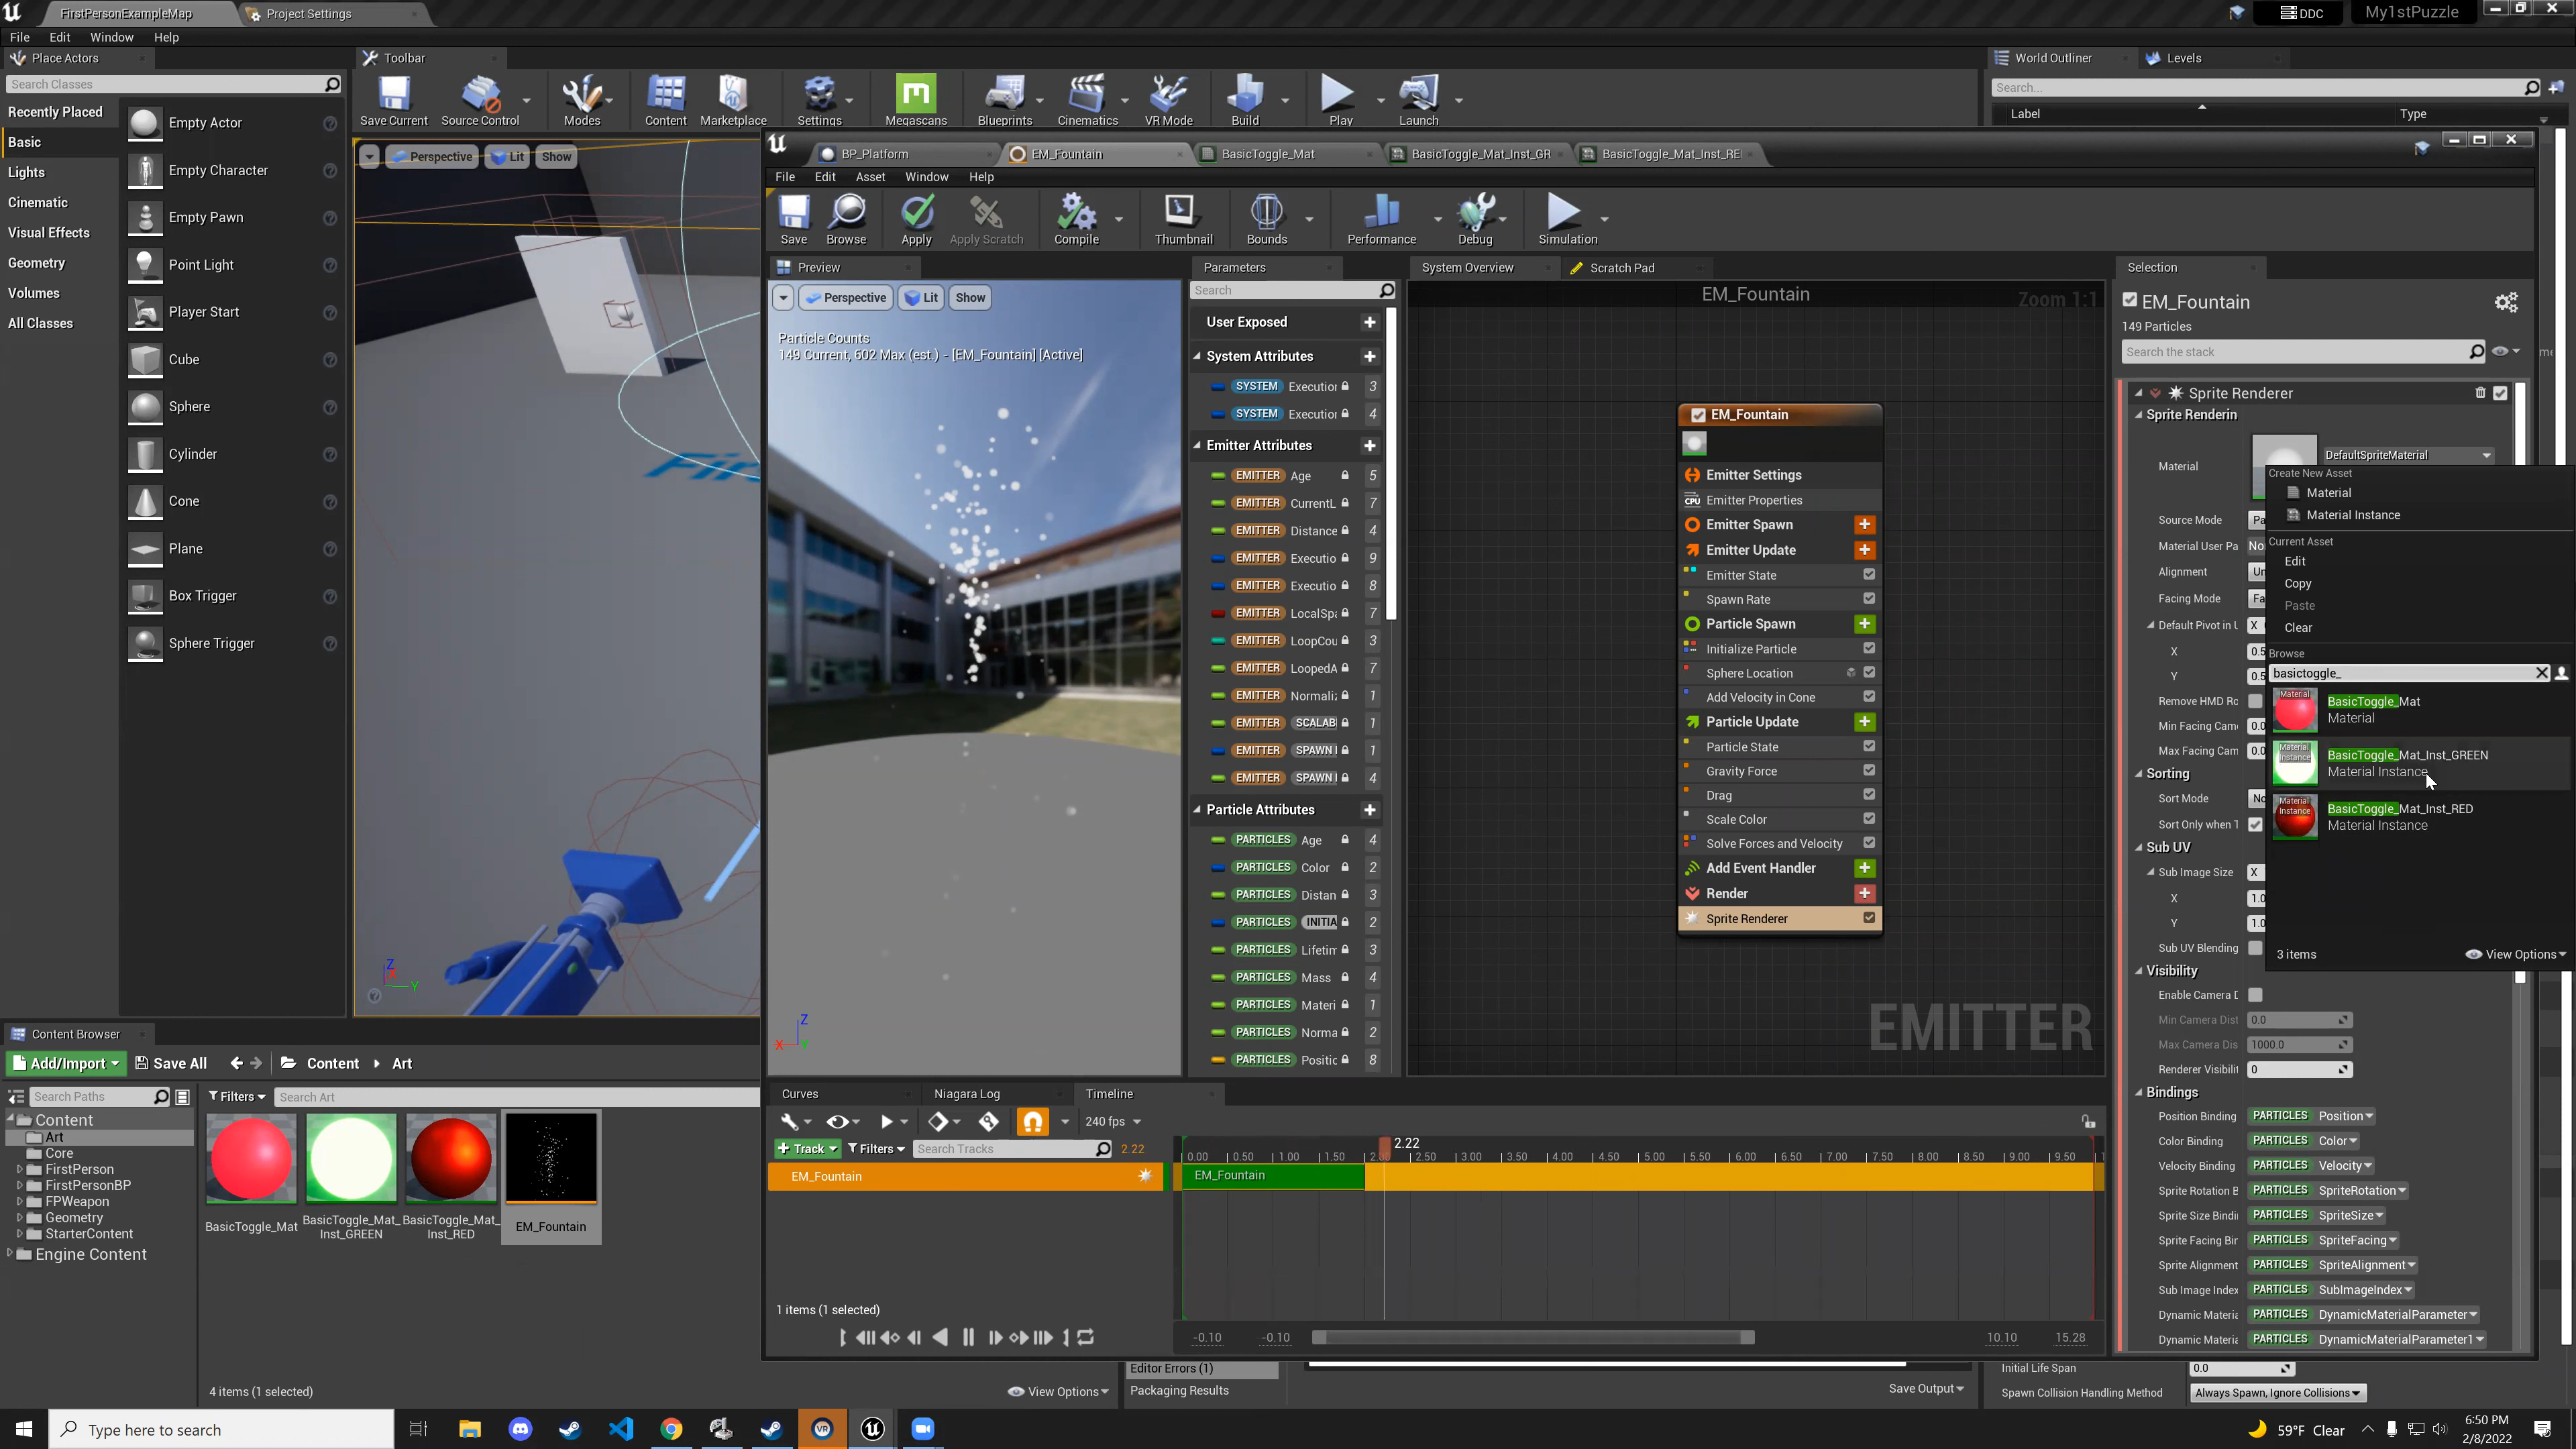 FirstPersonExampleMap
Project Settings
DDC
My1stPuzzle
File Edit Window Help
Place Actors
Search Classes
Recently Placed
Basic
Lights
Cinematic
Visual Effects
Geometry
Volumes
All Classes
Empty Actor
Empty Character
Empty Pawn
Point Light
Player Start
Cube
Sphere
Cylinder
Cone
Plane
Box Trigger
Sphere Trigger
Toolbar
Save Current
Source Control
Modes
Content
Marketplace
Settings
Megascans
Blueprints
Cinematics
VR Mode
Build
Play
Launch
World Outliner
Levels
Search...
Label
Type
Perspective
Lit
Show
BP_Platform
EM_Fountain
BasicToggle_Mat
BasicToggle_Mat_Inst_GR
BasicToggle_Mat_Inst_RE
File Edit Asset Window Help
Save
Browse
Apply
Apply Scratch
Compile
Thumbnail
Bounds
Performance
Debug
Simulation
Preview
Perspective
Lit
Show
Particle Counts
149 Current, 602 Max (est.) - [EM_Fountain] [Active]
Z
X
Y
Parameters
Search
User Exposed
System Attributes
SYSTEM Execution 3
SYSTEM Execution 4
Emitter Attributes
EMITTER Age 5
EMITTER CurrentL 7
EMITTER Distance 4
EMITTER Executio 9
EMITTER Executio 8
EMITTER LocalSpa 7
EMITTER LoopCou 3
EMITTER LoopedA 7
EMITTER Normaliz 1
EMITTER SCALAB 1
EMITTER SPAWN 1
EMITTER SPAWN 4
Particle Attributes
PARTICLES Age 4
PARTICLES Color 2
PARTICLES Distan 3
PARTICLES INITIA 2
PARTICLES Lifetin 3
PARTICLES Mass 4
PARTICLES Materi 1
PARTICLES Norma 2
PARTICLES Positic 8
System Overview
Scratch Pad
EM_Fountain
Zoom 1:1
EM_Fountain
Emitter Settings
CPU Emitter Properties
Emitter Spawn
Emitter Update
Emitter State
Spawn Rate
Particle Spawn
Initialize Particle
Sphere Location
Add Velocity in Cone
Particle Update
Particle State
Gravity Force
Drag
Scale Color
Solve Forces and Velocity
Add Event Handler
Render
Sprite Renderer
EMITTER
Selection
EM_Fountain
149 Particles
Search the stack
Sprite Renderer
Sprite Renderin
Material
DefaultSpriteMaterial
Source Mode
Material User Pa
Alignment
Facing Mode
Default Pivot in U
X 0.5
Y 0.5
Remove HMD Ro
Min Facing Cam 0.0
Max Facing Cam 0.0
Sorting
Sort Mode
Sort Only when T
Sub UV
Sub Image Size X
X 1.0
Y 1.0
Sub UV Blending
Visibility
Enable Camera D
Min Camera Dist 0.0
Max Camera Dis 1000.0
Renderer Visibilit 0
Bindings
Position Binding PARTICLES Position
Color Binding PARTICLES Color
Velocity Binding PARTICLES Velocity
Sprite Rotation B PARTICLES SpriteRotation
Sprite Size Bindi PARTICLES SpriteSize
Sprite Facing Bin PARTICLES SpriteFacing
Sprite Alignment PARTICLES SpriteAlignment
Sub Image Index PARTICLES SubImageIndex
Dynamic Materia PARTICLES DynamicMaterialParameter
Dynamic Materia PARTICLES DynamicMaterialParameter1
Create New Asset
Material
Material Instance
Current Asset
Edit
Copy
Paste
Clear
Browse
basictoggle_
BasicToggle_Mat
Material
BasicToggle_Mat_Inst_GREEN
Material Instance
BasicToggle_Mat_Inst_RED
Material Instance
3 items
View Options
Content Browser
Add/Import
Save All
Content
Art
Search Paths
Filters
Search Art
Content
Art
Core
FirstPerson
FirstPersonBP
FPWeapon
Geometry
StarterContent
Engine Content
BasicToggle_Mat
BasicToggle_Mat_
Inst_GREEN
BasicToggle_Mat_
Inst_RED
EM_Fountain
4 items (1 selected)
View Options
Curves
Niagara Log
Timeline
240 fps
Track
Filters
Search Tracks
2.22
EM_Fountain
2.22
0.00 0.50 1.00 1.50 2.00 2.50 3.00 3.50 4.00 4.50 5.00 5.50 6.00 6.50 7.00 7.50 8.00 8.50 9.00 9.50
EM_Fountain
1 items (1 selected)
-0.10 -0.10 10.10 15.28
Editor Errors (1)
Packaging Results
Save Output
Initial Life Span 0.0
Spawn Collision Handling Method Always Spawn, Ignore Collisions
Type here to search
59°F Clear
6:50 PM
2/8/2022